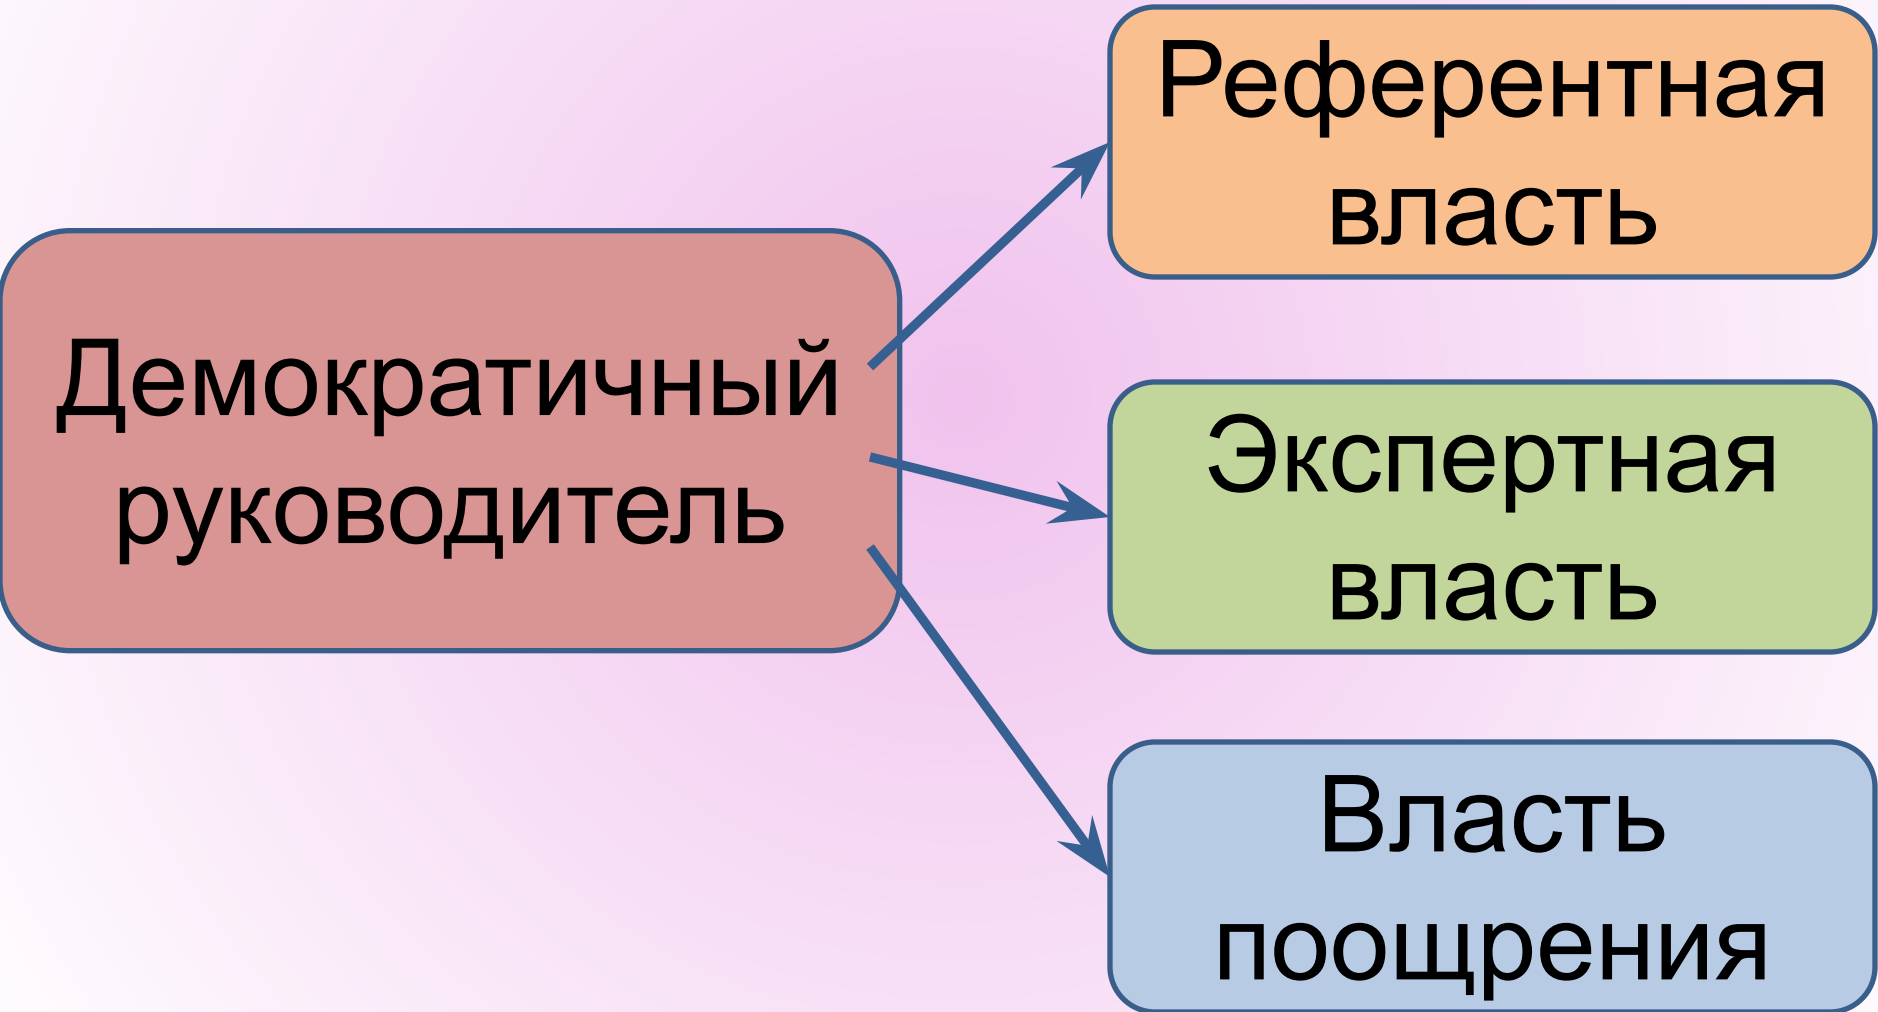 Демократичный
руководитель
Референтная
власть
Экспертная
власть
Власть
поощрения